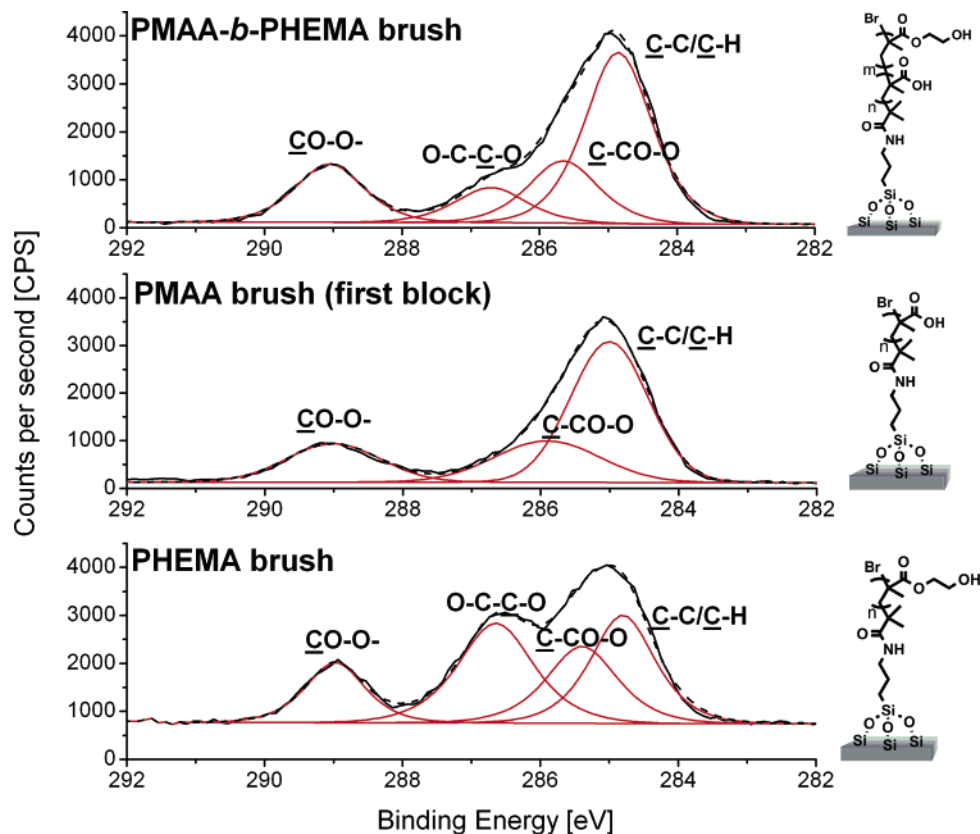 PMAA-b-PHEMA brush
C-C/C-H
CO-O-
O-C-C-O
C-CO-O
4000
3000
2000
1000
0
292
290
288
286
284
282
Br
O
O
OH
m
O
OH
n
O
NH
Si
O
O
O
Si
Si
Si
PMAA brush (first block)
C-C/C-H
CO-O-
C-CO-O
4000
3000
2000
1000
0
292
290
288
286
284
282
Br
O
OH
n
O
NH
Si
O
O
O
Si
Si
Si
PHEMA brush
O-C-C-O
C-C/C-H
CO-O-
C-CO-O
4000
3000
2000
1000
0
292
290
288
286
284
282
Br
O
O
OH
n
O
NH
Si
O
O
O
Si
Si
Si
Counts per second [CPS]
Binding Energy [eV]